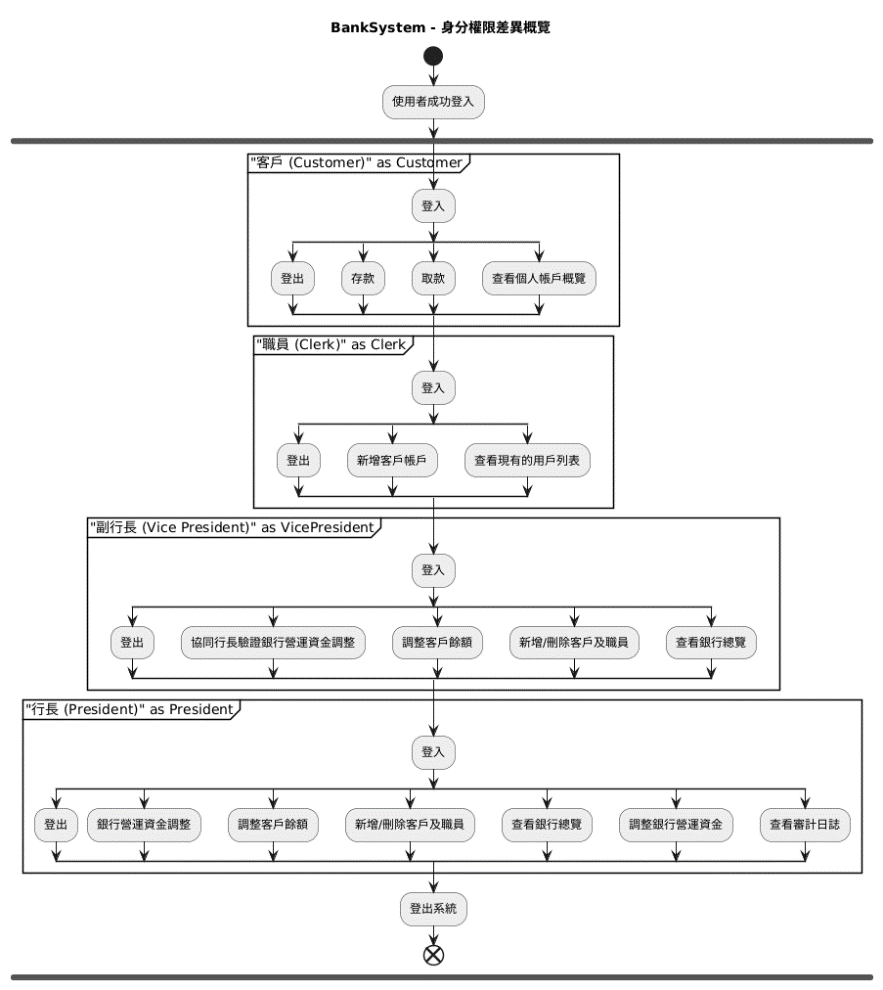 BankSystem - 身分權限差異概覽
使用者成功登入
"客戶 (Customer)" as Customer
登入
登出
存款
取款
查看個人帳戶概覽
"職員 (Clerk)" as Clerk
登入
登出
新增客戶帳戶
查看現有的用戶列表
"副行長 (Vice President)" as VicePresident
登入
登出
協同行長驗證銀行營運資金調整
調整客戶餘額
新增/刪除客戶及職員
查看銀行總覽
"行長 (President)" as President
登入
登出
銀行營運資金調整
調整客戶餘額
新增/刪除客戶及職員
查看銀行總覽
調整銀行營運資金
查看審計日誌
登出系統